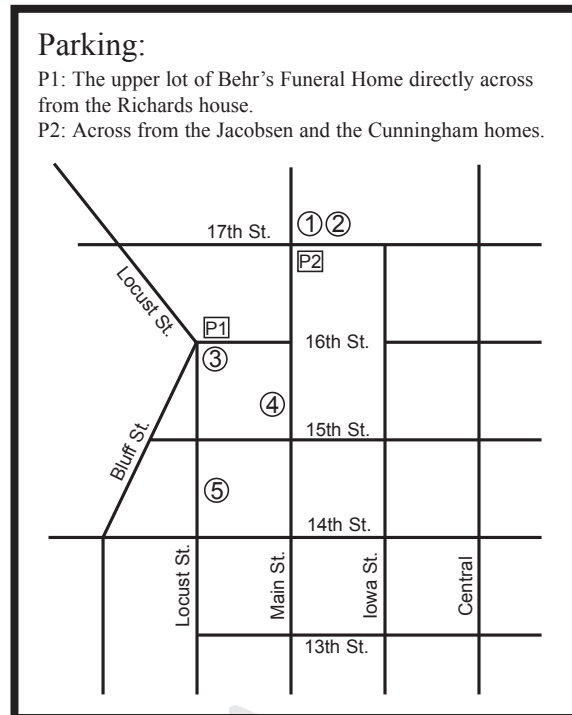 Parking:
P1: The upper lot of Behr’s Funeral Home directly across
from the Richards house.
P2: Across from the Jacobsen and the Cunningham homes.
17th St.
1
2
P2
Locust St.
P1
16th St.
3
4
Bluff St.
15th St.
5
14th St.
Locust St.
Main St.
Iowa St.
Central
13th St.